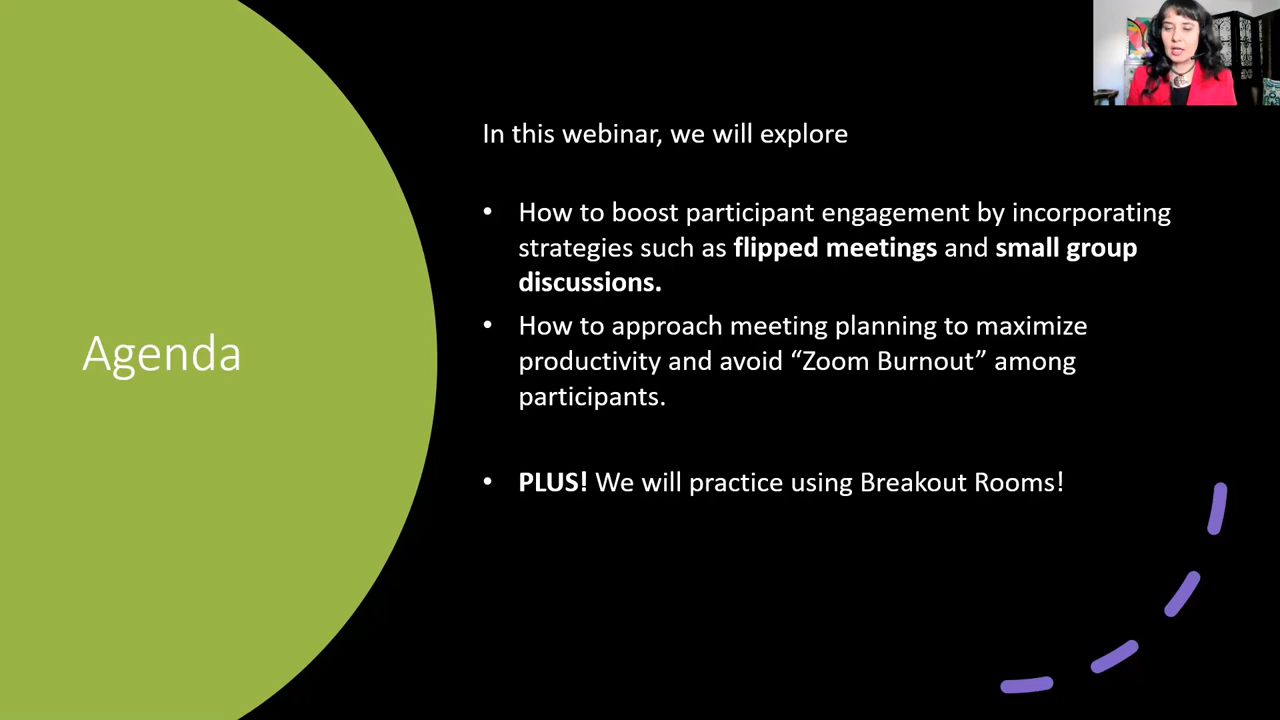 Agenda
In this webinar, we will explore
• How to boost participant engagement by incorporating
strategies such as flipped meetings and small group
discussions.
• How to approach meeting planning to maximize
productivity and avoid “Zoom Burnout” among
participants.
• PLUS! We will practice using Breakout Rooms!